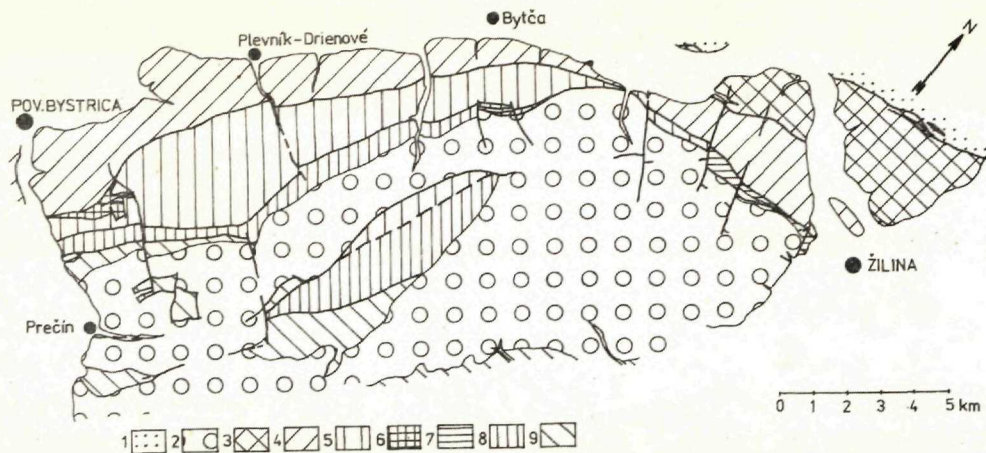 Bytča
Plevník-Drienové
N
POV. BYSTRICA
ŽILINA
Prečín
0 1 2 3 4 5 km
1 2 3 4 5 6 7 8 9